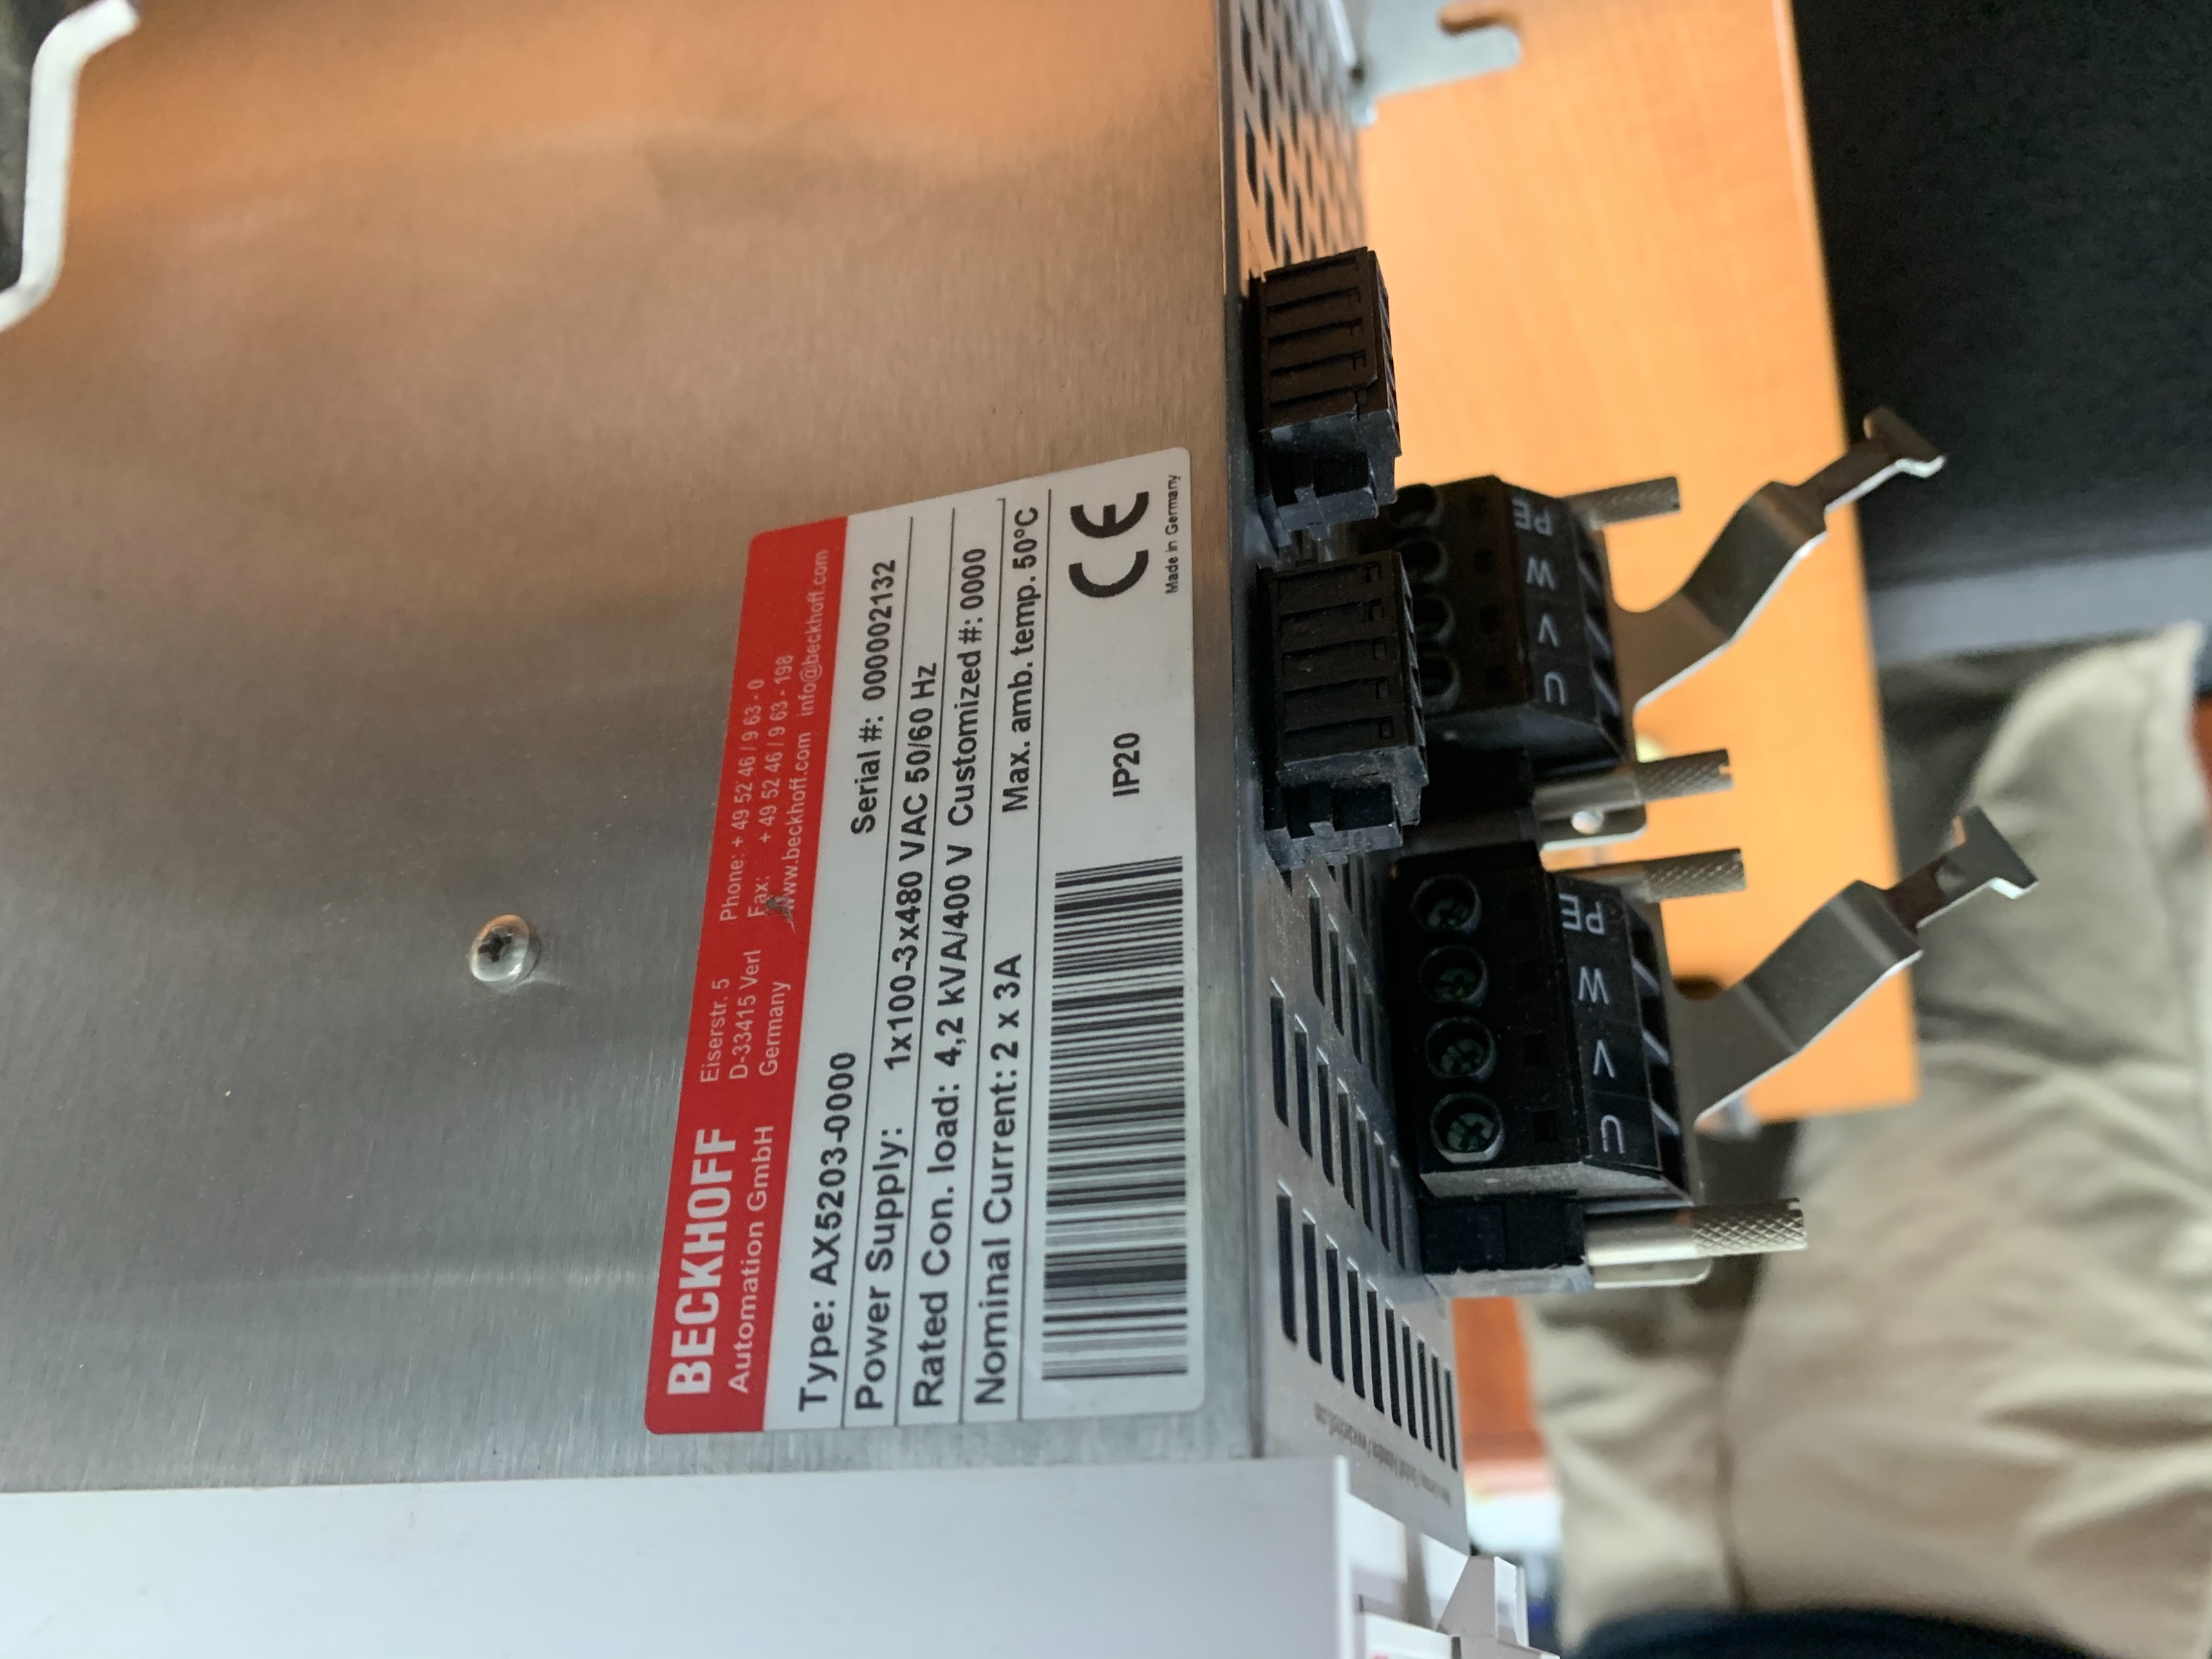 BECKHOFF
Automation GmbH
Eiserstr. 5
D-33415 Verl
Germany
Phone: + 49 52 46 / 9 63 - 0
Fax: + 49 52 46 / 9 63 - 198
www.beckhoff.com info@beckhoff.com
Type: AX5203-0000 Serial #: 000002132
Power Supply: 1x100-3x480 VAC 50/60 Hz
Rated Con. load: 4,2 kVA/400 V Customized #: 0000
Nominal Current: 2 x 3A Max. amb. temp. 50°C
IP20
CE
Made in Germany
U V W PE
U V W PE